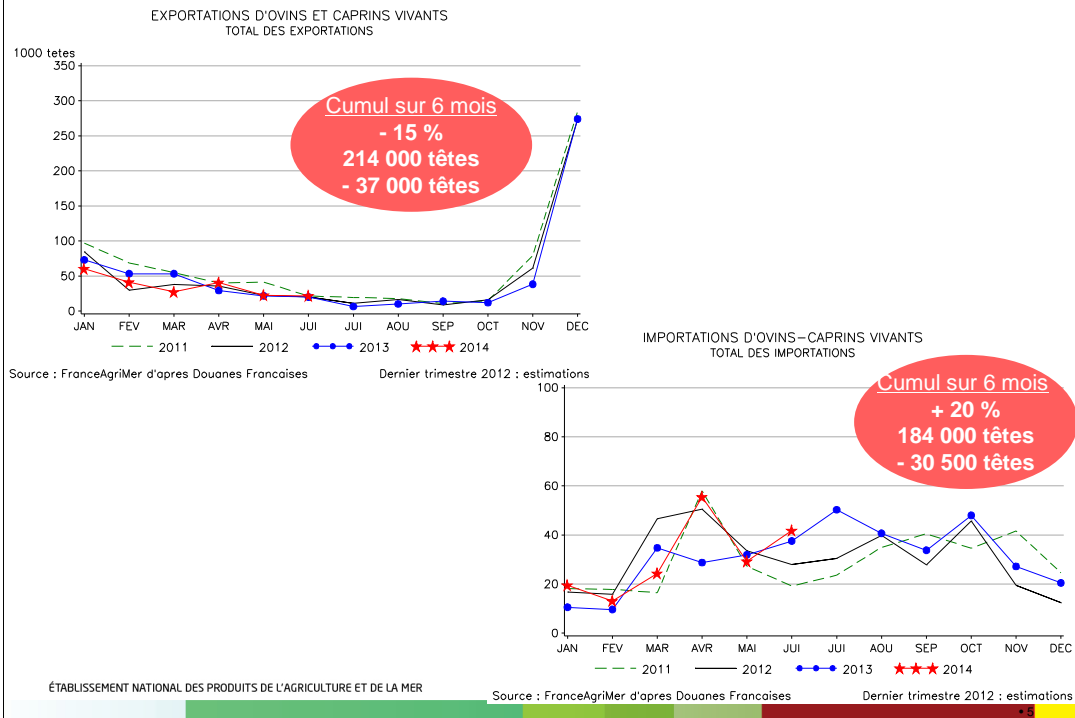 EXPORTATIONS D'OVINS ET CAPRINS VIVANTS
TOTAL DES EXPORTATIONS
1000 tetes
350
300
250
200
150
100
50
0
Cumul sur 6 mois
- 15 %
214 000 têtes
- 37 000 têtes
JAN FEV MAR AVR MAI JUI JUI AOU SEP OCT NOV DEC
2011 2012 2013 2014
Source : FranceAgriMer d'apres Douanes Francaises Dernier trimestre 2012 : estimations
IMPORTATIONS D'OVINS-CAPRINS VIVANTS
TOTAL DES IMPORTATIONS
100
80
60
40
20
0
Cumul sur 6 mois
+ 20 %
184 000 têtes
- 30 500 têtes
JAN FEV MAR AVR MAI JUI JUI AOU SEP OCT NOV DEC
2011 2012 2013 2014
Source : FranceAgriMer d'apres Douanes Francaises Dernier trimestre 2012 : estimations
ÉTABLISSEMENT NATIONAL DES PRODUITS DE L'AGRICULTURE ET DE LA MER
• 5